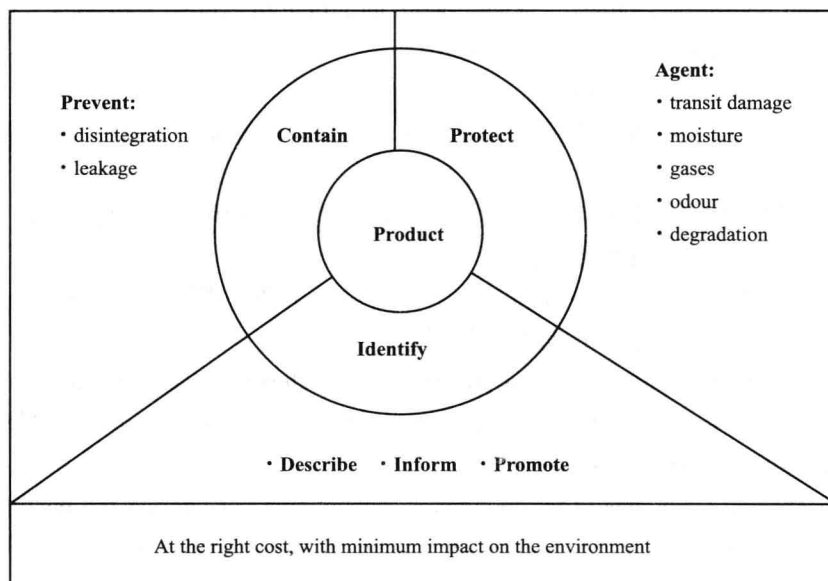 Prevent:
· disintegration
· leakage
Contain
Protect
Agent:
· transit damage
· moisture
· gases
· odour
· degradation
Product
Identify
· Describe · Inform · Promote
At the right cost, with minimum impact on the environment